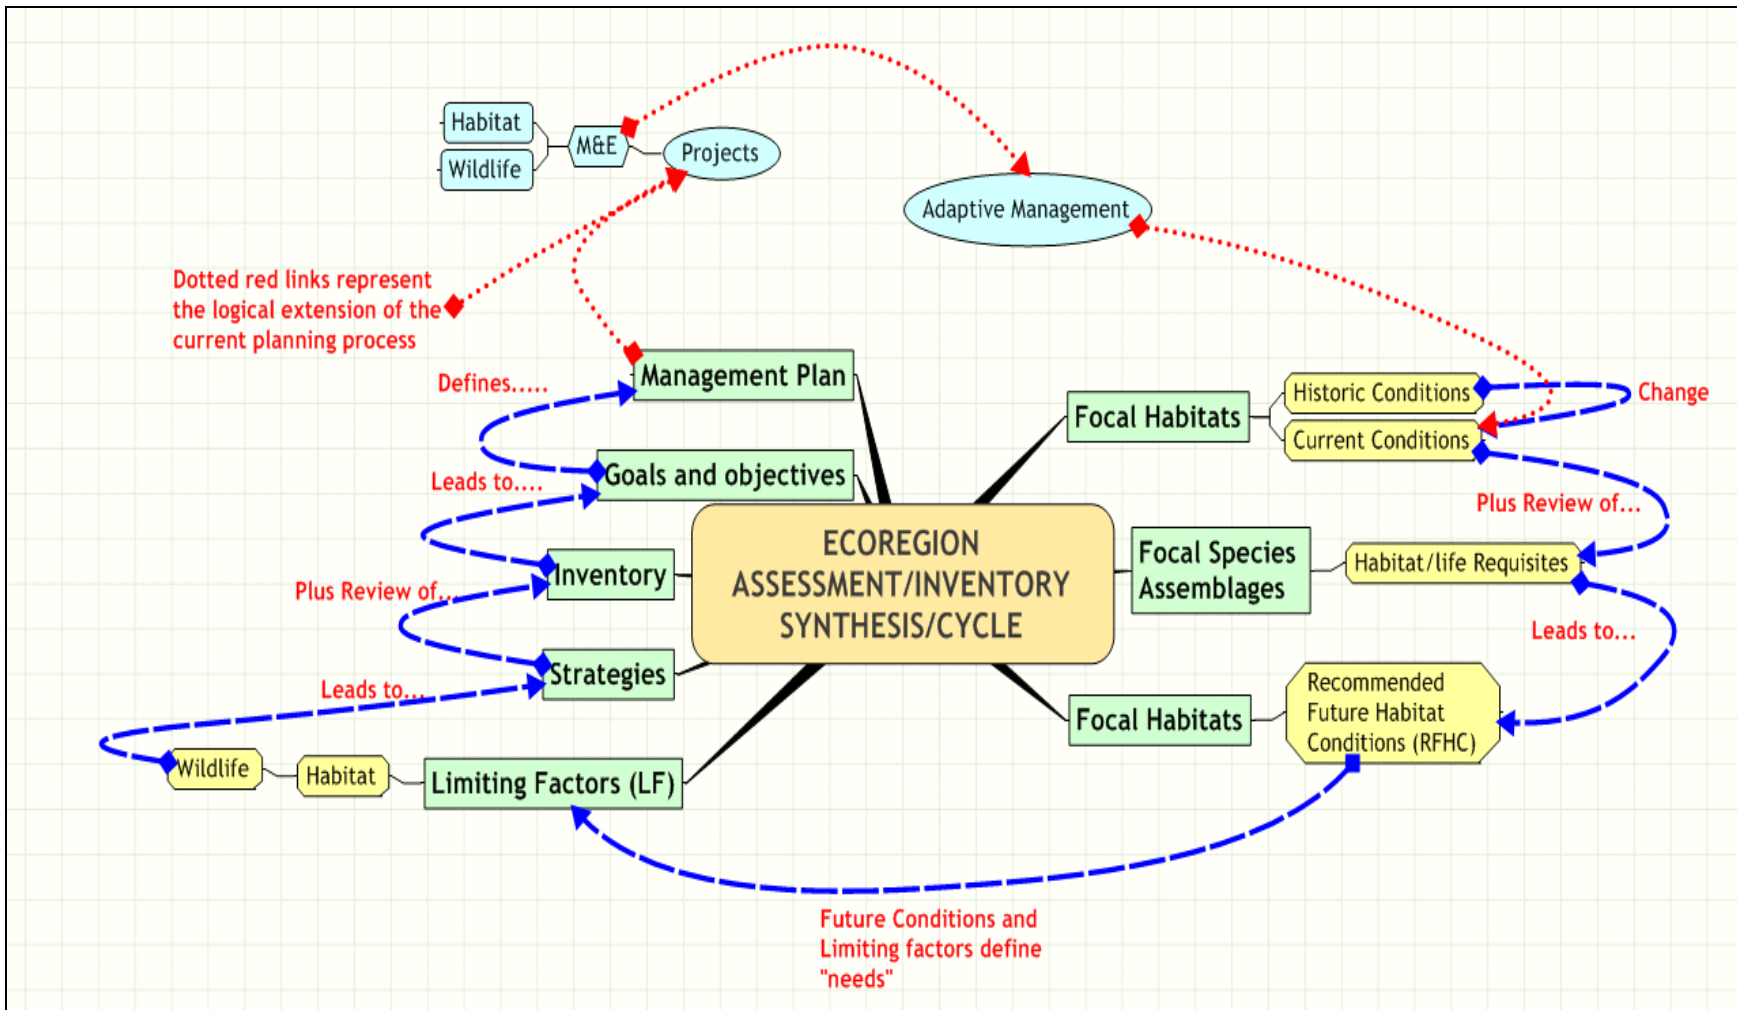 Habitat
M&E
Projects
Wildlife
Adaptive Management
Dotted red links represent
the logical extension of the
current planning process
Management Plan
Defines.....
Historic Conditions
Change
Focal Habitats
Current Conditions
Goals and objectives
Leads to....
Plus Review of...
ECOREGION
ASSESSMENT/INVENTORY
SYNTHESIS/CYCLE
Focal Species
Assemblages
Habitat/life Requisites
Inventory
Plus Review of...
Leads to...
Strategies
Leads to...
Recommended
Future Habitat
Conditions (RFHC)
Focal Habitats
Wildlife
Habitat
Limiting Factors (LF)
Future Conditions and
Limiting factors define
"needs"